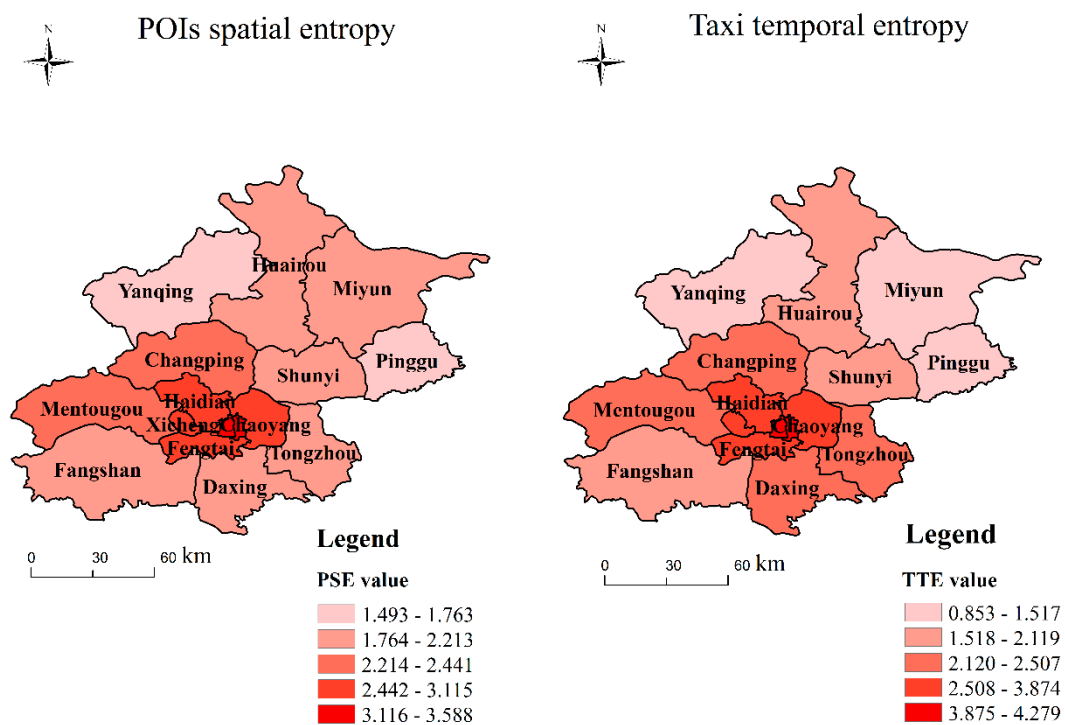 POIs spatial entropy
N
Huairou
Yanqing
Miyun
Changping
Pinggu
Shunyi
Haidian
Mentougou
Xicheng
Chaoyang
Fengtai
Tongzhou
Fangshan
Daxing
Legend
0 30 60 km
PSE value
1.493 - 1.763
1.764 - 2.213
2.214 - 2.441
2.442 - 3.115
3.116 - 3.588
Taxi temporal entropy
N
Yanqing
Miyun
Huairou
Changping
Pinggu
Shunyi
Haidian
Mentougou
Chaoyang
Fengtai
Tongzhou
Fangshan
Daxing
Legend
0 30 60 km
TTE value
0.853 - 1.517
1.518 - 2.119
2.120 - 2.507
2.508 - 3.874
3.875 - 4.279